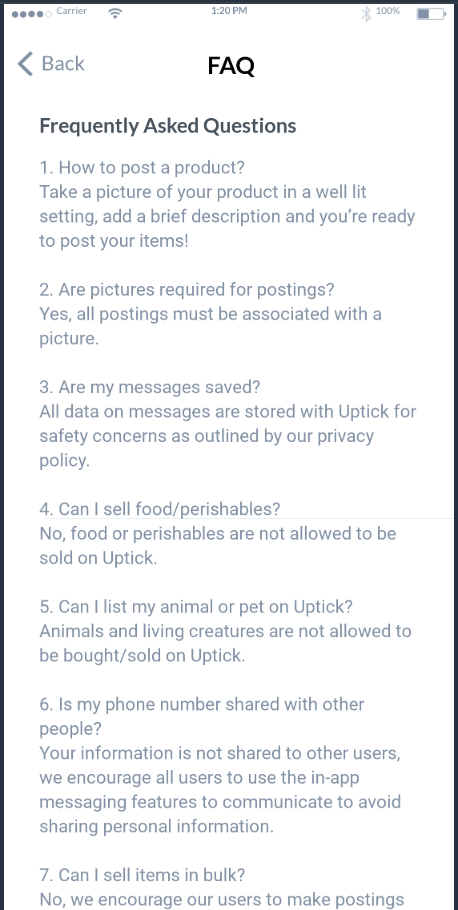 Carrier 1:20 PM 100%
Back FAQ
Frequently Asked Questions
1. How to post a product?
Take a picture of your product in a well lit
setting, add a brief description and you're ready
to post your items!
2. Are pictures required for postings?
Yes, all postings must be associated with a
picture.
3. Are my messages saved?
All data on messages are stored with Uptick for
safety concerns as outlined by our privacy
policy.
4. Can I sell food/perishables?
No, food or perishables are not allowed to be
sold on Uptick.
5. Can I list my animal or pet on Uptick?
Animals and living creatures are not allowed to
be bought/sold on Uptick.
6. Is my phone number shared with other
people?
Your information is not shared to other users,
we encourage all users to use the in-app
messaging features to communicate to avoid
sharing personal information.
7. Can I sell items in bulk?
No, we encourage our users to make postings